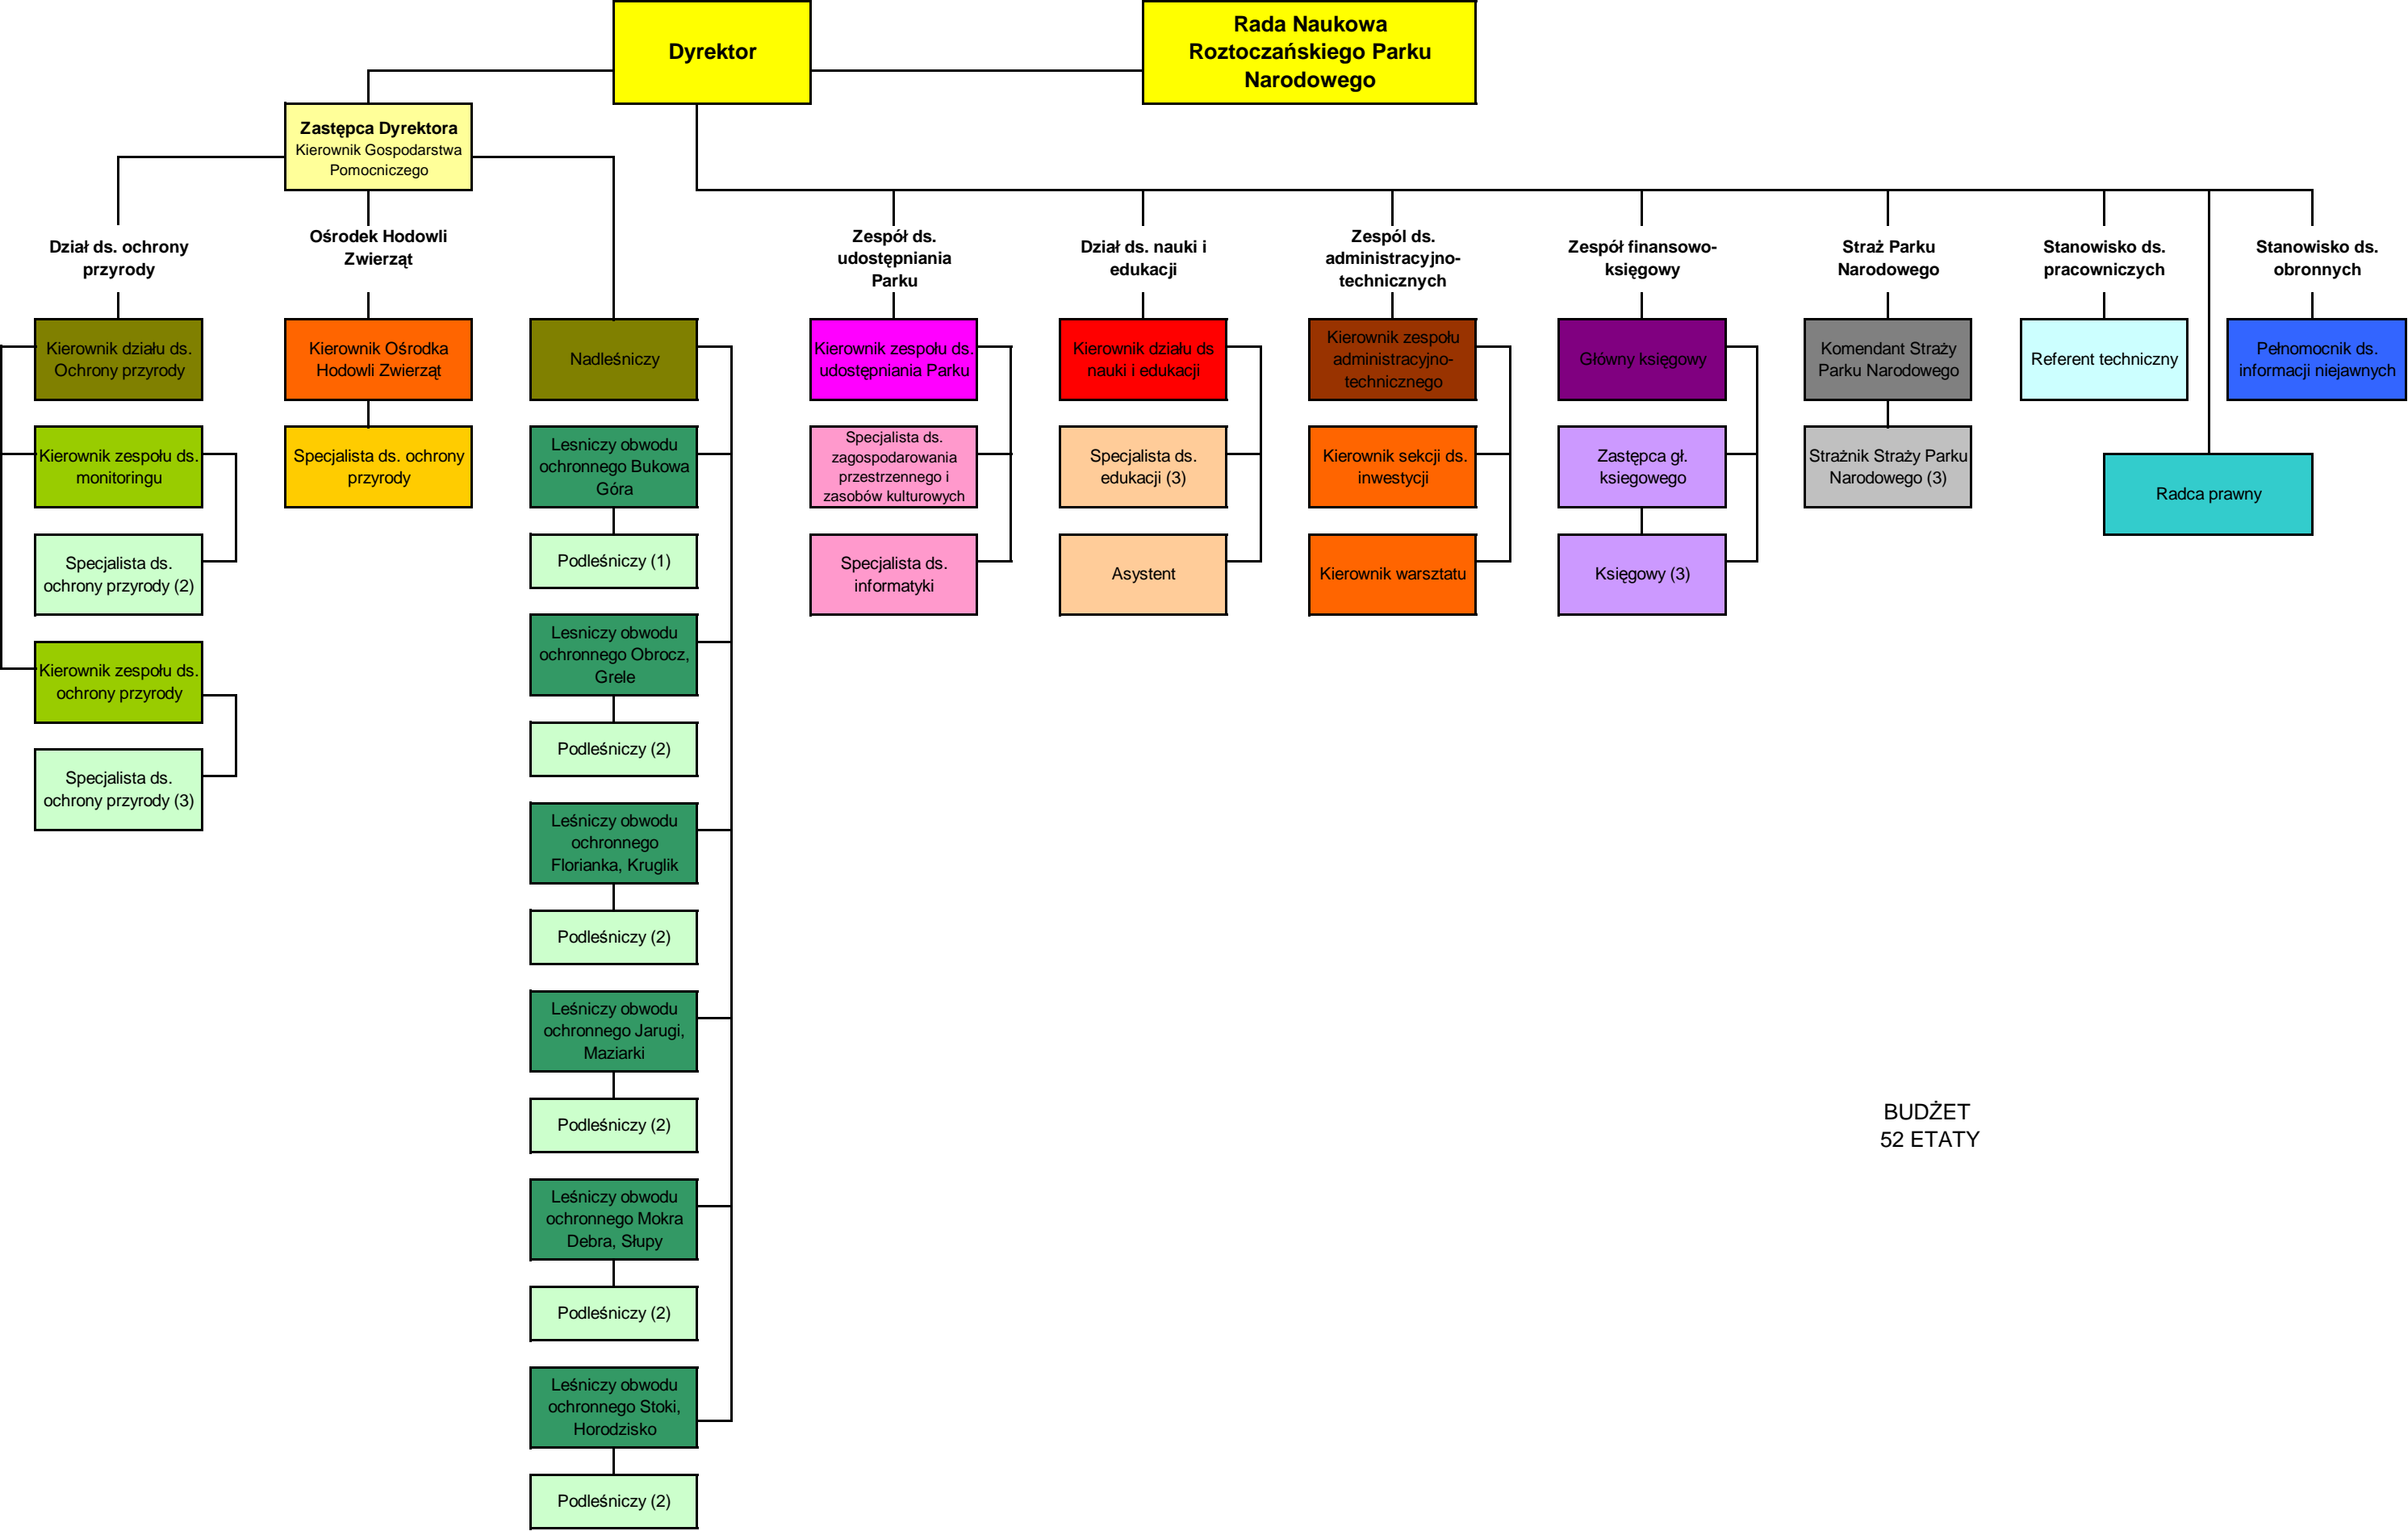 Dyrektor
Rada Naukowa
Roztoczańskiego Parku
Narodowego
Zastępca Dyrektora
Kierownik Gospodarstwa
Pomocniczego
Dział ds. ochrony
przyrody
Ośrodek Hodowli
Zwierząt
Zespół ds.
udostępniania
Parku
Dział ds. nauki i
edukacji
Zespól ds.
administracyjno-
technicznych
Zespół finansowo-
księgowy
Straż Parku
Narodowego
Stanowisko ds.
pracowniczych
Stanowisko ds.
obronnych
Kierownik działu ds.
Ochrony przyrody
Kierownik Ośrodka
Hodowli Zwierząt
Nadleśniczy
Kierownik zespołu ds.
udostępniania Parku
Kierownik działu ds
nauki i edukacji
Kierownik zespołu
administracyjno-
technicznego
Główny księgowy
Komendant Straży
Parku Narodowego
Referent techniczny
Pełnomocnik ds.
informacji niejawnych
Kierownik zespołu ds.
monitoringu
Specjalista ds. ochrony
przyrody
Lesniczy obwodu
ochronnego Bukowa
Góra
Specjalista ds.
zagospodarowania
przestrzennego i
zasobów kulturowych
Specjalista ds.
edukacji (3)
Kierownik sekcji ds.
inwestycji
Zastępca gł.
ksiegowego
Strażnik Straży Parku
Narodowego (3)
Radca prawny
Specjalista ds.
ochrony przyrody (2)
Podleśniczy (1)
Specjalista ds.
informatyki
Asystent
Kierownik warsztatu
Księgowy (3)
Kierownik zespołu ds.
ochrony przyrody
Lesniczy obwodu
ochronnego Obrocz,
Grele
Specjalista ds.
ochrony przyrody (3)
Podleśniczy (2)
Leśniczy obwodu
ochronnego
Florianka, Kruglik
Podleśniczy (2)
Leśniczy obwodu
ochronnego Jarugi,
Maziarki
Podleśniczy (2)
BUDŻET
52 ETATY
Leśniczy obwodu
ochronnego Mokra
Debra, Słupy
Podleśniczy (2)
Leśniczy obwodu
ochronnego Stoki,
Horodzisko
Podleśniczy (2)